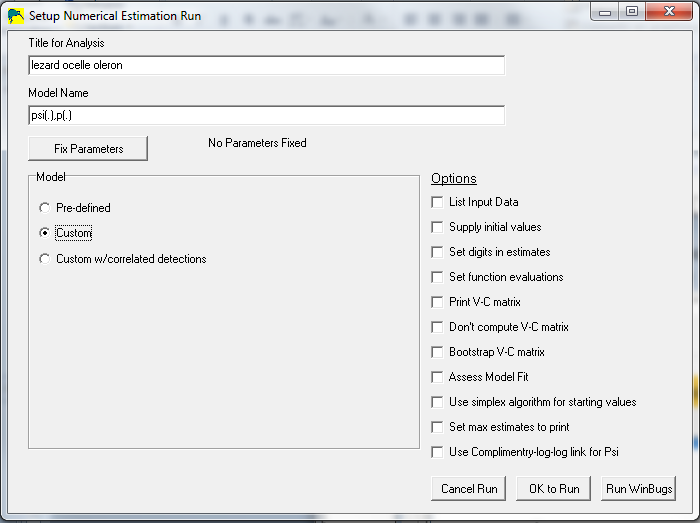 Setup Numerical Estimation Run
Title for Analysis
lezard ocelle oleron
Model Name
psi(.),p(.)
Fix Parameters
No Parameters Fixed
Model
Pre-defined
Custom
Custom w/correlated detections
Options
List Input Data
Supply initial values
Set digits in estimates
Set function evaluations
Print V-C matrix
Don't compute V-C matrix
Bootstrap V-C matrix
Assess Model Fit
Use simplex algorithm for starting values
Set max estimates to print
Use Complimentry-log-log link for Psi
Cancel Run
OK to Run
Run WinBugs